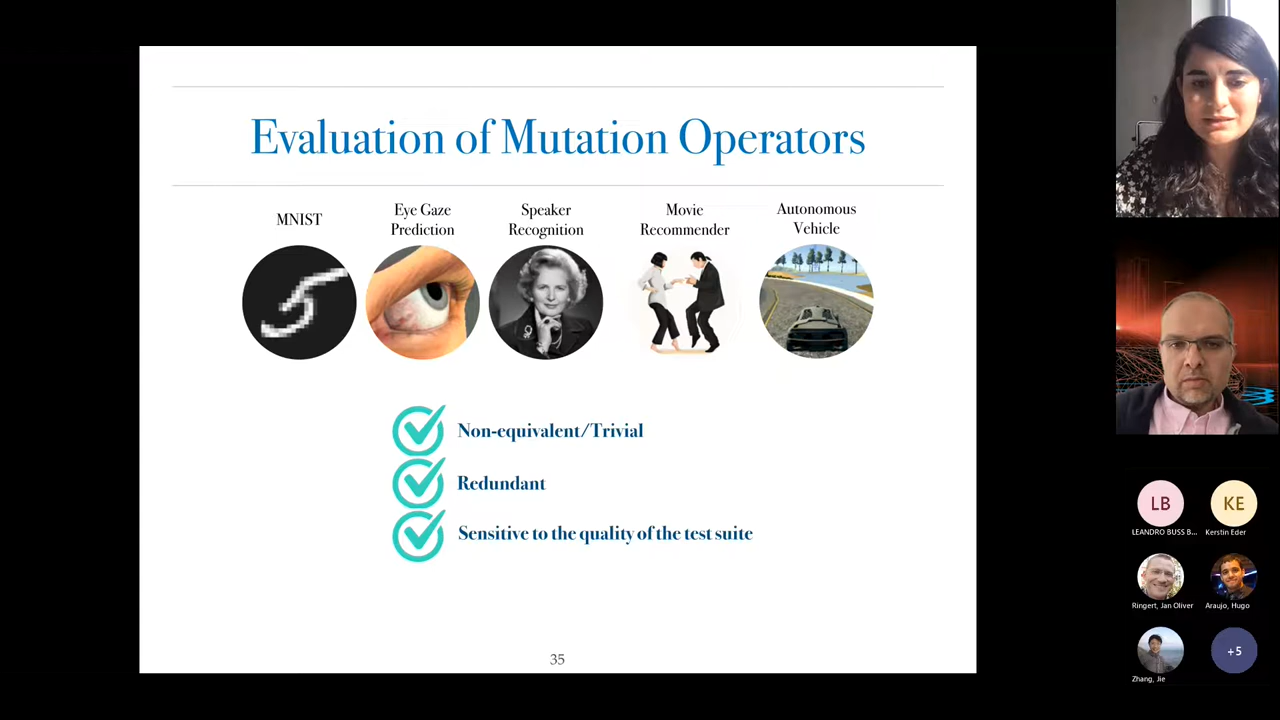 Evaluation of Mutation Operators
MNIST
Eye Gaze
Prediction
Speaker
Recognition
Movie
Recommender
Autonomous
Vehicle
Non-equivalent/Trivial
Redundant
Sensitive to the quality of the test suite
35
LB
KE
LEANDRO BUSS B...
Kerstin Eder
Ringert, Jan Oliver
Araujo, Hugo
Zhang, Jie
+5